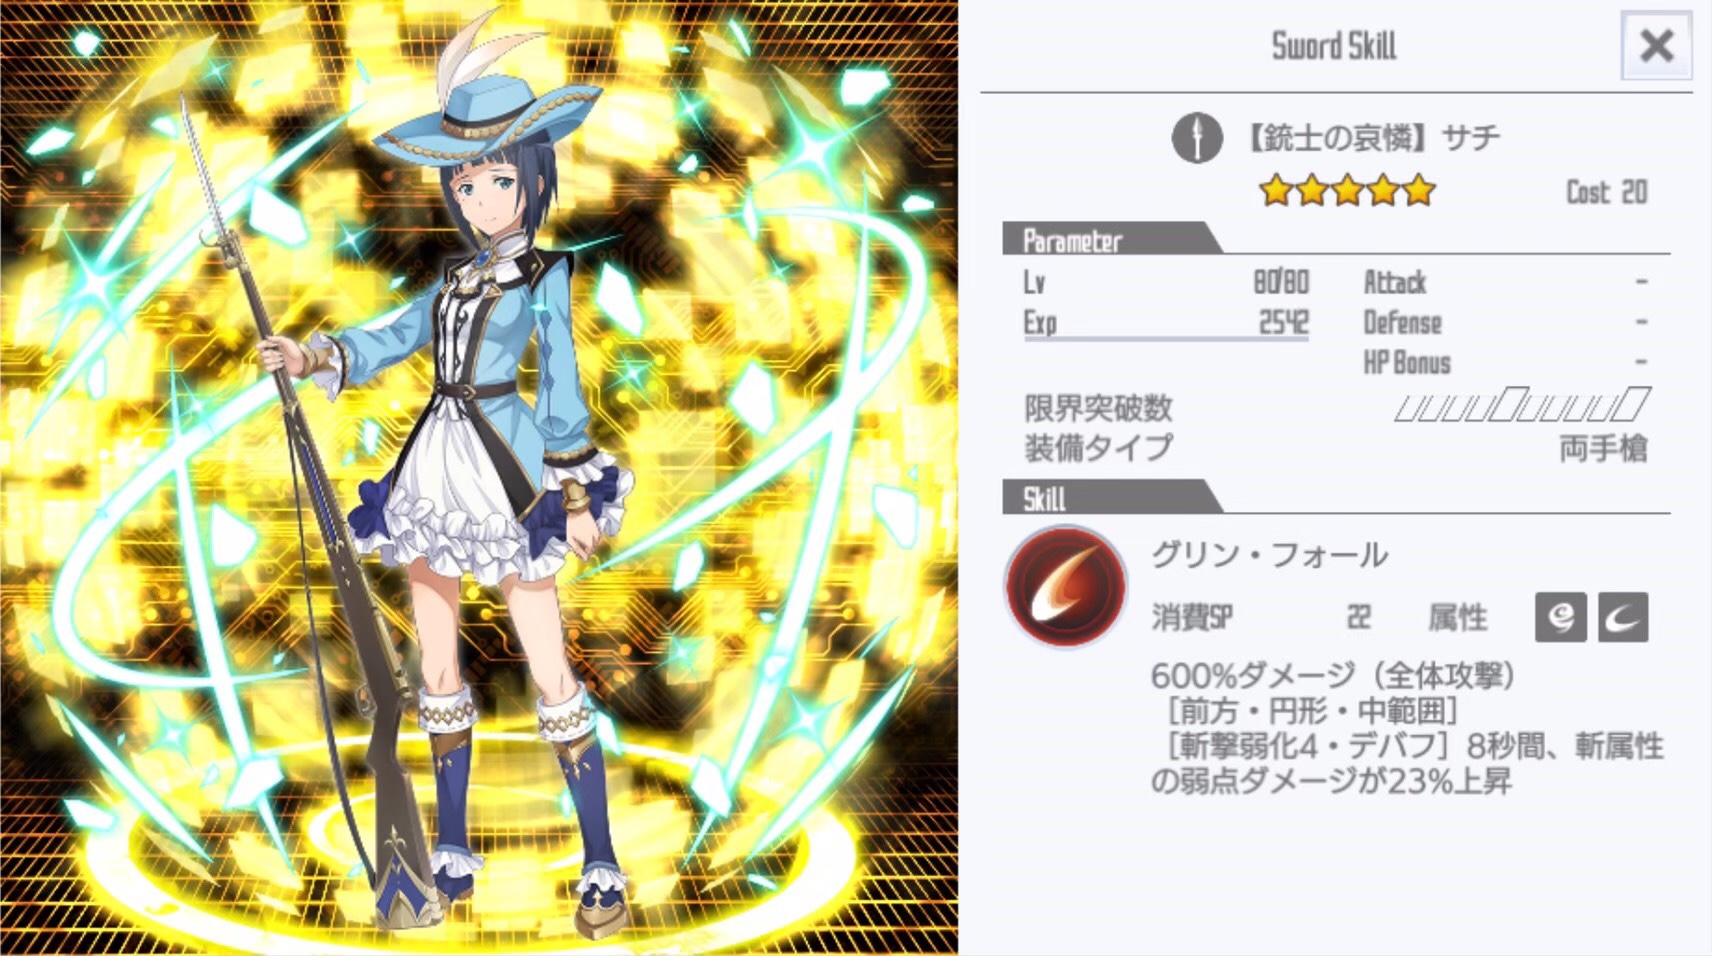 Sword Skill
【銃士の哀憐】サチ
Cost 20
Parameter
Lv 80/80 Attack -
Exp 2542 Defense -
HP Bonus -
限界突破数
装備タイプ 両手槍
Skill
グリン・フォール
消費SP 22 属性
600%ダメージ（全体攻撃）
［前方・円形・中範囲］
［斬撃弱化4・デバフ］8秒間、斬属性
の弱点ダメージが23%上昇